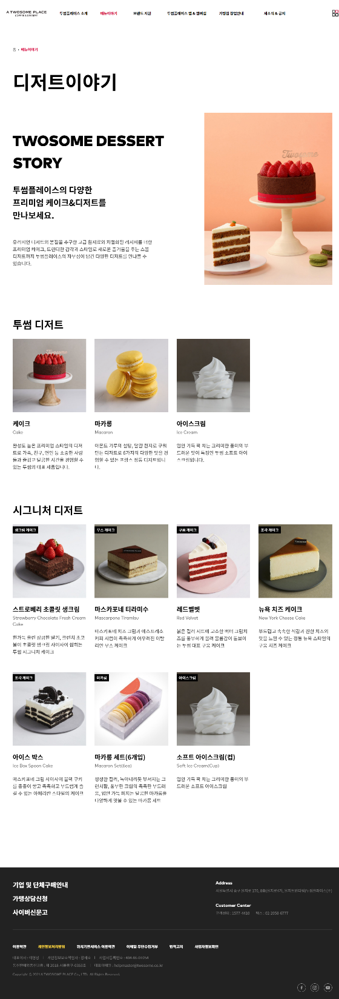 A TWOSOME PLACE
COFFEE & DESSERT
투썸플레이스 소개
메뉴이야기
브랜드 지원
투썸플레이스 앱 & 멤버십
가맹점 창업안내
새소식 & 공지
홈 • 메뉴이야기
디저트이야기
TWOSOME DESSERT
STORY
투썸플레이스의 다양한
프리미엄 케이크&디저트를
만나보세요.
유러피언 디저트의 본질을 추구한 고급 원재료와 차별화된 레시피를 더한
프리미엄 케이크, 트렌디한 감각과 스타일로 새로운 즐거움을 주는 스몰
디저트까지 투썸플레이스의 자부심이 담긴 다양한 디저트를 만나볼 수
있습니다.
Twosome
투썸 디저트
케이크
Cake
완성도 높은 프리미엄 스타일의 디저
트로 가족, 친구, 연인 등 소중한 사람
들과 즐겁고 달콤한 시간을 경험할 수
있는 투썸의 대표 제품입니다.
마카롱
Macaron
아몬드 가루와 설탕, 달걀 흰자로 구워
만든 디저트로 6가지의 다양한 맛을 경
험할 수 있는 프랑스 정통 디저트입니
다.
아이스크림
Ice Cream
입안 가득 꽉 차는 크리미한 풍미와 부
드러운 맛이 특징인 투썸 소프트 아이
스크림입니다.
시그니처 디저트
생크림 케이크
스트로베리 초콜릿 생크림
Strawberry Chocolate Fresh Cream
Cake
한가득 올린 상큼한 딸기, 크런치 초코
볼이 초콜릿 생크림 사이사이 씹히는
투썸 시그니처 케이크
무스 케이크
마스카포네 티라미수
Mascarpone Tiramisu
마스카포네 치즈 크림과 에스프레소
커피 시럽이 촉촉하게 어우러진 이탈
리안 무스 케이크
구움 케이크
레드벨벳
Red Velvet
붉은 컬러 시트에 고소한 버터 크림치
즈를 풍부하게 올려 볼륨감이 돋보이
는 투썸 대표 구움 케이크
조각 케이크
뉴욕 치즈 케이크
New York Cheese Cake
부드럽고 촉촉한 식감과 진한 치즈의
맛을 느낄 수 있는 정통 뉴욕 스타일의
구움 치즈 케이크
조각 케이크
아이스 박스
Ice Box Spoon Cake
마스카포네 크림 사이사이 블랙 쿠키
를 층층이 쌓고 촉촉하고 부드럽게 즐
길 수 있는 아메리칸 스타일의 케이크
마카롱
마카롱 세트(6개입)
Macaron Set(6ea)
생생한 컬러, 녹아내리듯 부서지는 크
런시함, 풍부한 크림의 촉촉한 부드러
움, 입안 가득 퍼지는 달콤한 마카롱을
다양하게 맛볼 수 있는 마카롱 세트
아이스크림
소프트 아이스크림(컵)
Soft Ice Cream(Cup)
입안 가득 꽉 차는 크리미한 풍미의 부
드러운 소프트 아이스크림
기업 및 단체구매안내
가맹상담신청
사이버신문고
Address
서울특별시 중구 을지로 170, 8층(을지로4가, 을지트윈타워)투썸플레이스(주)
Customer Center
고객센터 : 1577-4410 팩스 : 02-2058-6777
이용약관
개인정보처리방침
위치기반서비스 이용약관
이메일 무단수집거부
법적고지
사업자정보확인
대표이사 : 이영상 | 개인정보보호책임자 : | 사업자등록번호 : 404-86-01054
통신판매업신고증 : 제 2018-서울중구-0353호 | 대표이메일 : helpmaster@twosome.co.kr
Copyright © 2021 A TWOSOME PLACE Co., LTD. All Rights Reserved.